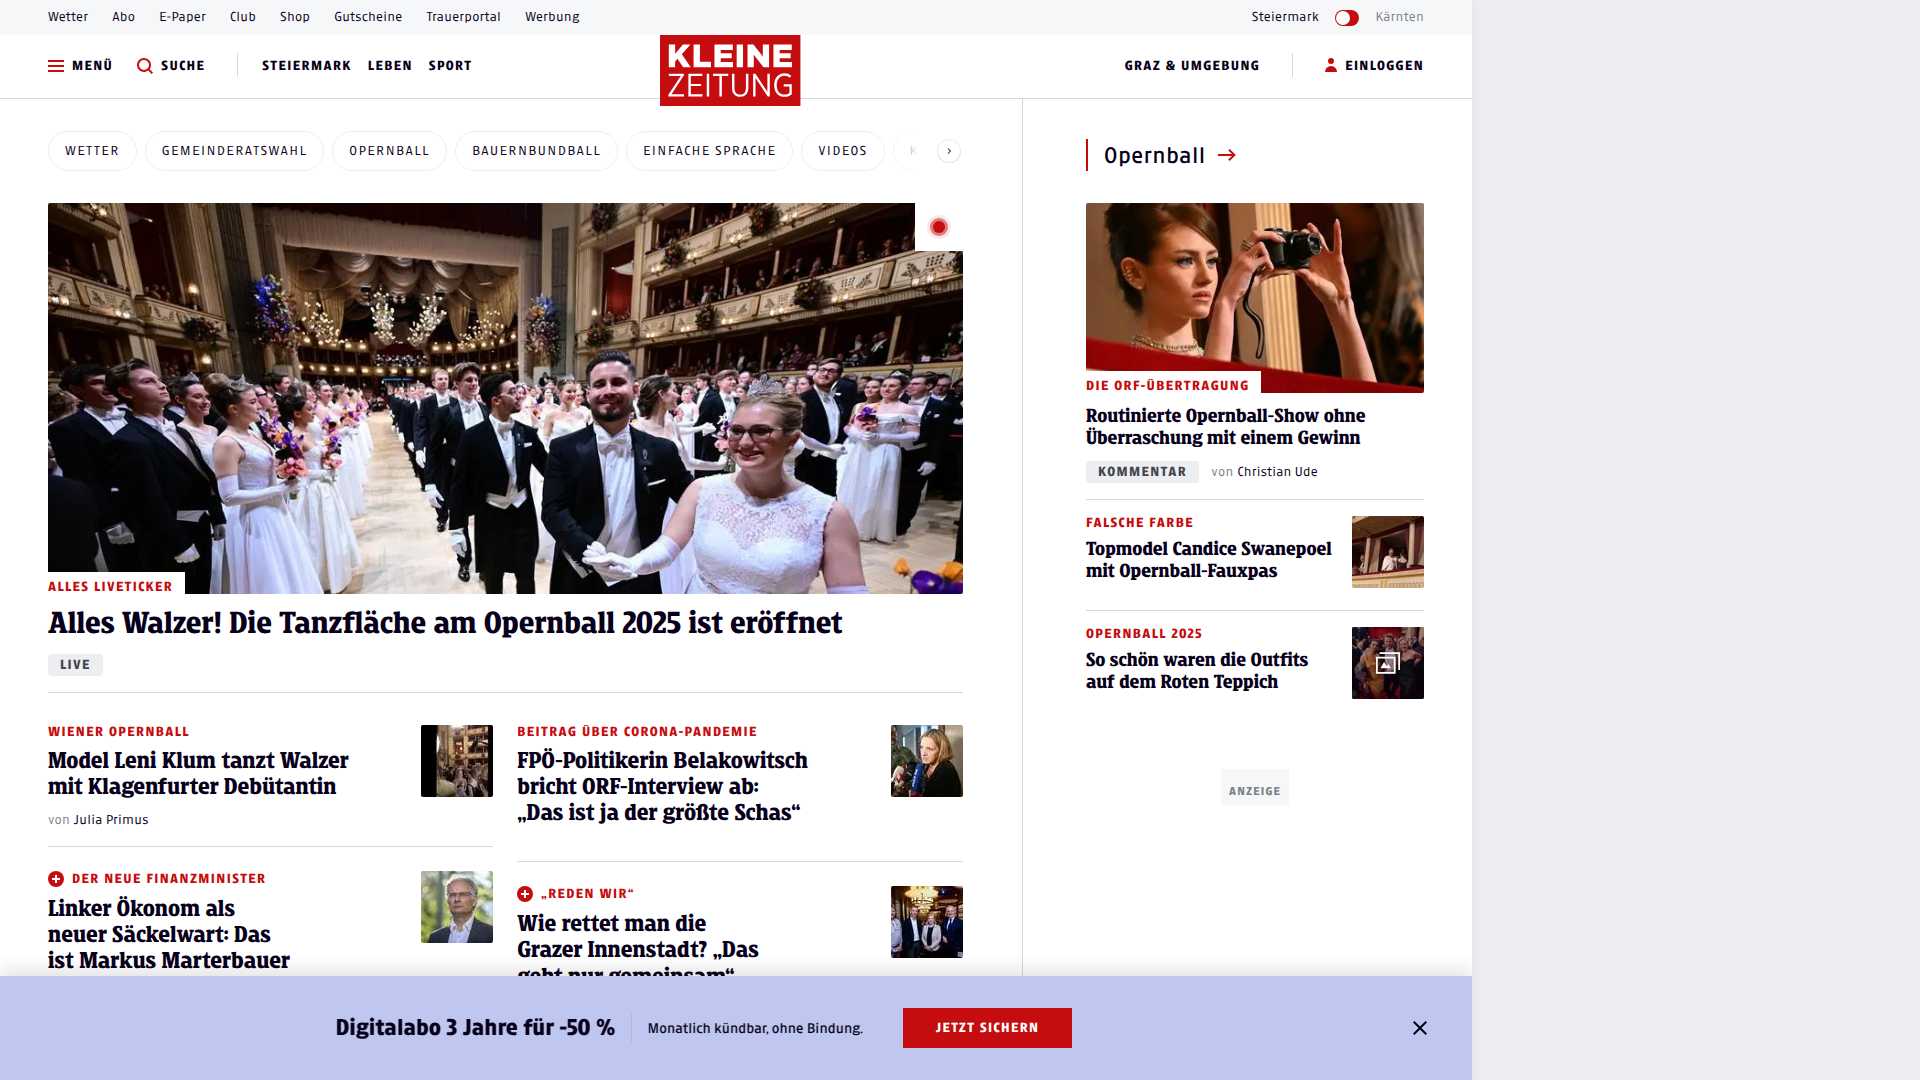 Wetter Abo E-Paper Club Shop Gutscheine Trauerportal Werbung Steiermark Kärnten
MENÜ SUCHE STEIERMARK LEBEN SPORT KLEINE ZEITUNG GRAZ & UMGEBUNG EINLOGGEN
WETTER GEMEINDERATSWAHL OPERNBALL BAUERNBUNDBALL EINFACHE SPRACHE VIDEOS K
ALLES LIVETICKER
Alles Walzer! Die Tanzfläche am Opernball 2025 ist eröffnet
LIVE
WIENER OPERNBALL
Model Leni Klum tanzt Walzer
mit Klagenfurter Debütantin
von Julia Primus
DER NEUE FINANZMINISTER
Linker Ökonom als
neuer Säckelwart: Das
ist Markus Marterbauer
BEITRAG ÜBER CORONA-PANDEMIE
FPÖ-Politikerin Belakowitsch
bricht ORF-Interview ab:
„Das ist ja der größte Schas“
„REDEN WIR“
Wie rettet man die
Grazer Innenstadt? „Das
geht nur gemeinsam“
Opernball
DIE ORF-ÜBERTRAGUNG
Routinierte Opernball-Show ohne
Überraschung mit einem Gewinn
KOMMENTAR von Christian Ude
FALSCHE FARBE
Topmodel Candice Swanepoel
mit Opernball-Fauxpas
OPERNBALL 2025
So schön waren die Outfits
auf dem Roten Teppich
ANZEIGE
Digitalabo 3 Jahre für -50 % Monatlich kündbar, ohne Bindung. JETZT SICHERN